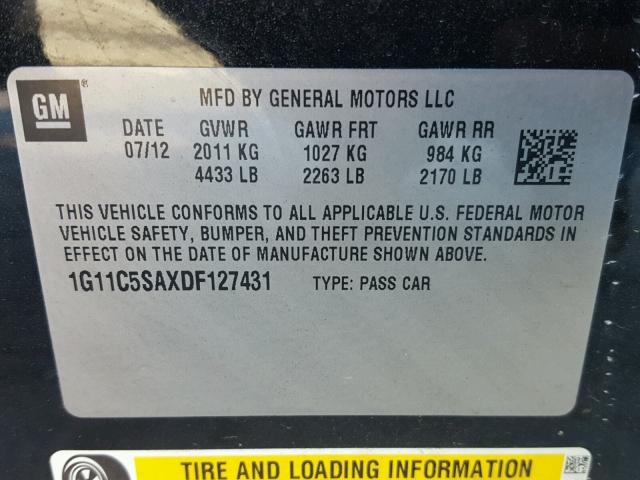 GM ®
MFD BY GENERAL MOTORS LLC
DATE GVWR GAWR FRT GAWR RR
07/12 2011 KG 1027 KG 984 KG
4433 LB 2263 LB 2170 LB
THIS VEHICLE CONFORMS TO ALL APPLICABLE U.S. FEDERAL MOTOR
VEHICLE SAFETY, BUMPER, AND THEFT PREVENTION STANDARDS IN
EFFECT ON THE DATE OF MANUFACTURE SHOWN ABOVE.
1G11C5SAXDF127431 TYPE: PASS CAR
TIRE AND LOADING INFORMATION